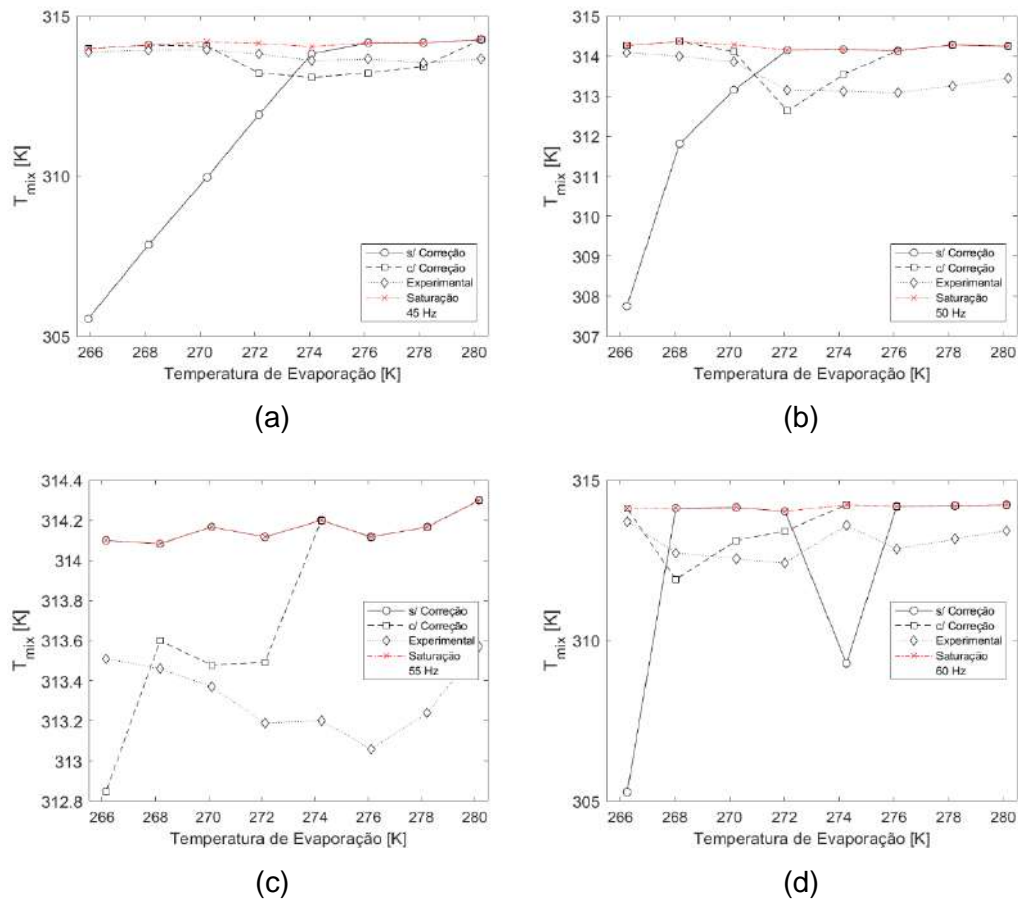 315
310
305
T_mix [K]
266 268 270 272 274 276 278 280
Temperatura de Evaporação [K]
s/ Correção
c/ Correção
Experimental
Saturação
45 Hz
(a)
315
314
313
312
311
310
309
308
307
T_mix [K]
266 268 270 272 274 276 278 280
Temperatura de Evaporação [K]
s/ Correção
c/ Correção
Experimental
Saturação
50 Hz
(b)
314.4
314.2
314
313.8
313.6
313.4
313.2
313
312.8
T_mix [K]
266 268 270 272 274 276 278 280
Temperatura de Evaporação [K]
s/ Correção
c/ Correção
Experimental
Saturação
55 Hz
(c)
315
310
305
T_mix [K]
266 268 270 272 274 276 278 280
Temperatura de Evaporação [K]
s/ Correção
c/ Correção
Experimental
Saturação
60 Hz
(d)